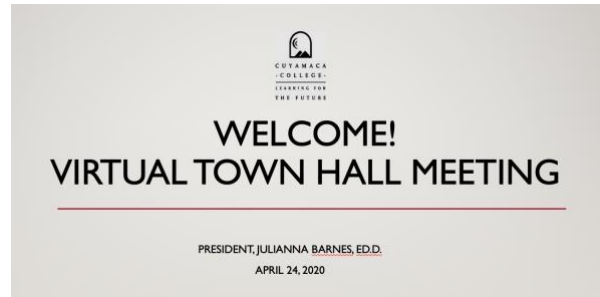 CUYAMACA
·COLLEGE·
LEARNING FOR
THE FUTURE
WELCOME!
VIRTUAL TOWN HALL MEETING
PRESIDENT, JULIANNA BARNES, ED.D.
APRIL 24, 2020